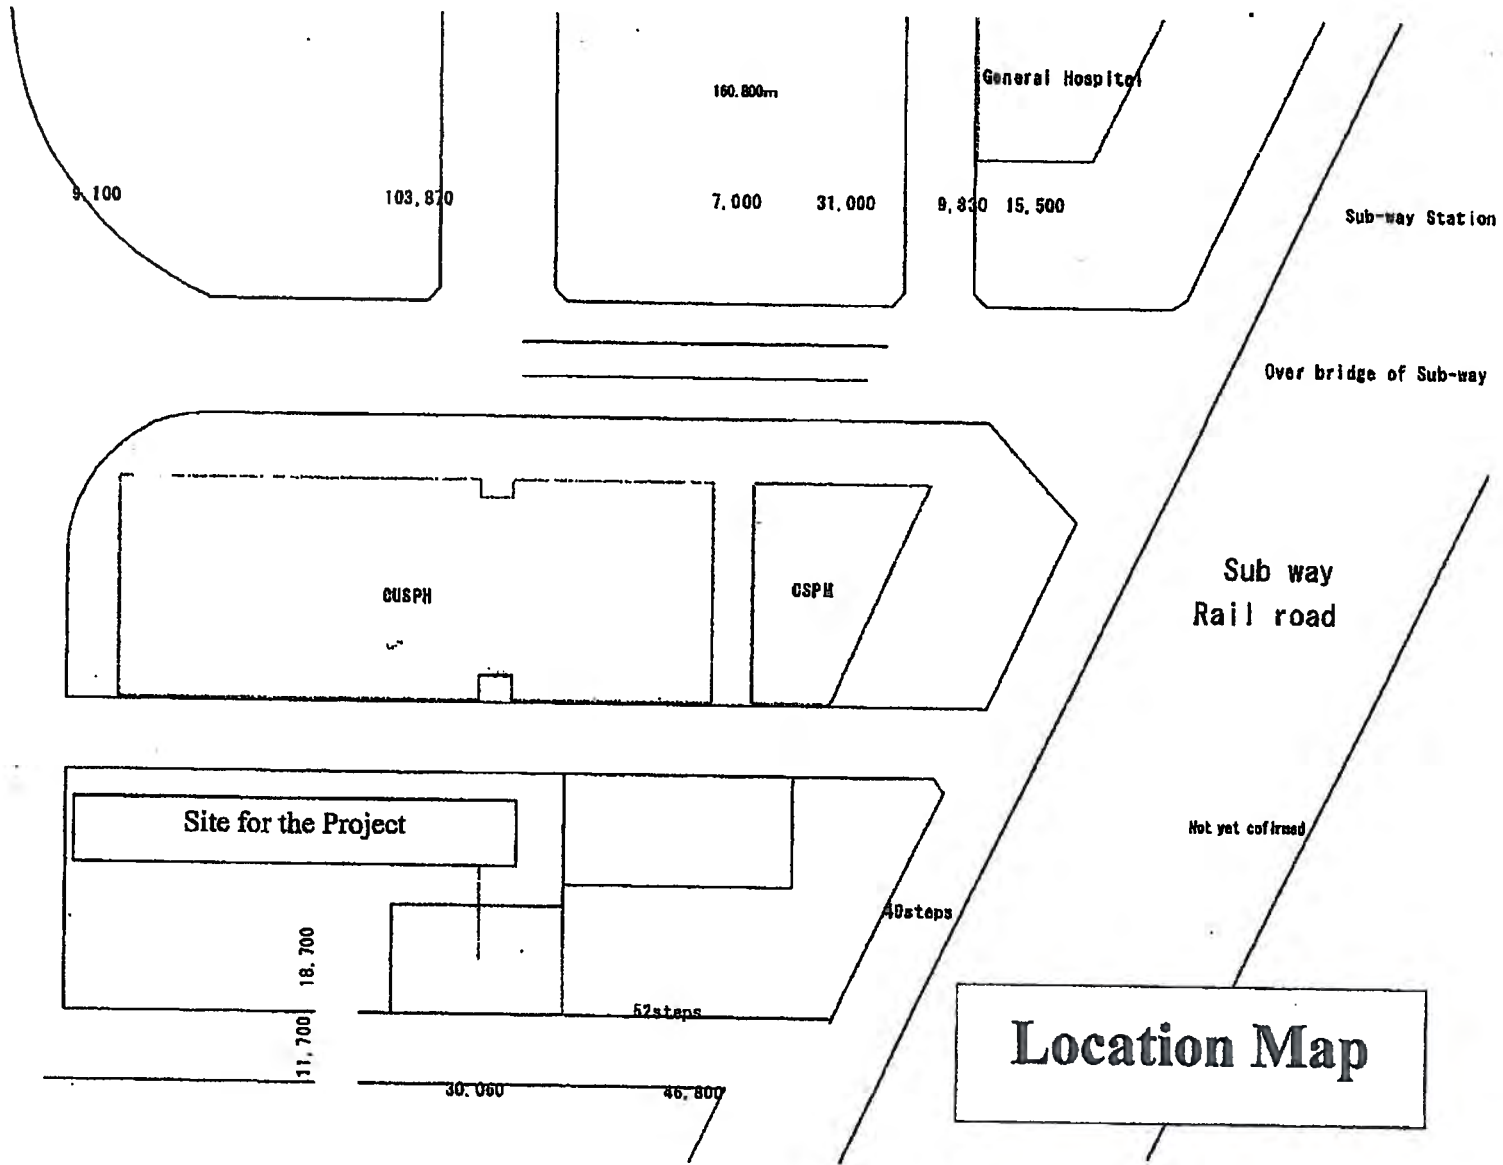 General Hospital
160.800m
9,100
103,870
7,000
31,000
9,830
15,500
Sub-way Station
Over bridge of Sub-way
CUSPH
CSPH
Sub way
Rail road
Site for the Project
Not yet cofirmed
40steps
18,700
52steps
11,700
30,060
46,800
Location Map